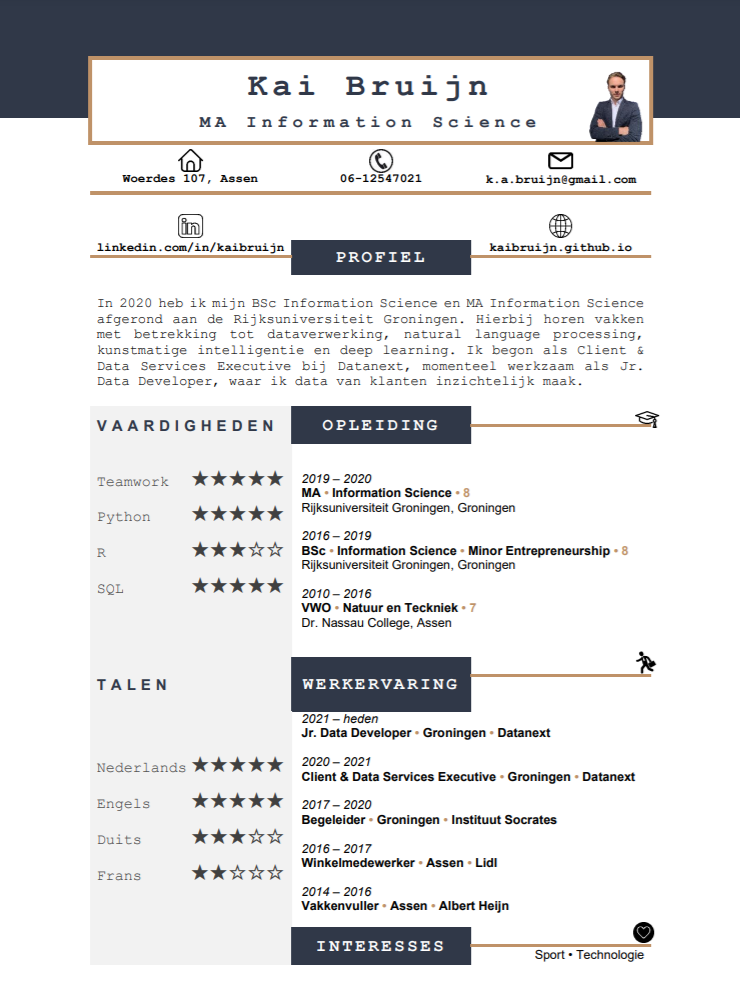 Kai Bruijn
MA Information Science
Woerdes 107, Assen
06-12547021
k.a.bruijn@gmail.com
linkedin.com/in/kaibruijn
kaibruijn.github.io
PROFIEL
In 2020 heb ik mijn BSc Information Science en MA Information Science
afgerond aan de Rijksuniversiteit Groningen. Hierbij horen vakken
met betrekking tot dataverwerking, natural language processing,
kunstmatige intelligentie en deep learning. Ik begon als Client &
Data Services Executive bij Datanext, momenteel werkzaam als Jr.
Data Developer, waar ik data van klanten inzichtelijk maak.
VAARDIGHEDEN
Teamwork ★★★★★
Python ★★★★★
R ★★★☆☆
SQL ★★★★★
TALEN
Nederlands ★★★★★
Engels ★★★★★
Duits ★★★☆☆
Frans ★★☆☆☆
OPLEIDING
2019 – 2020
MA • Information Science • 8
Rijksuniversiteit Groningen, Groningen
2016 – 2019
BSc • Information Science • Minor Entrepreneurship • 8
Rijksuniversiteit Groningen, Groningen
2010 – 2016
VWO • Natuur en Teckniek • 7
Dr. Nassau College, Assen
WERKERVARING
2021 – heden
Jr. Data Developer • Groningen • Datanext
2020 – 2021
Client & Data Services Executive • Groningen • Datanext
2017 – 2020
Begeleider • Groningen • Instituut Socrates
2016 – 2017
Winkelmedewerker • Assen • Lidl
2014 – 2016
Vakkenvuller • Assen • Albert Heijn
INTERESSES
Sport • Technologie